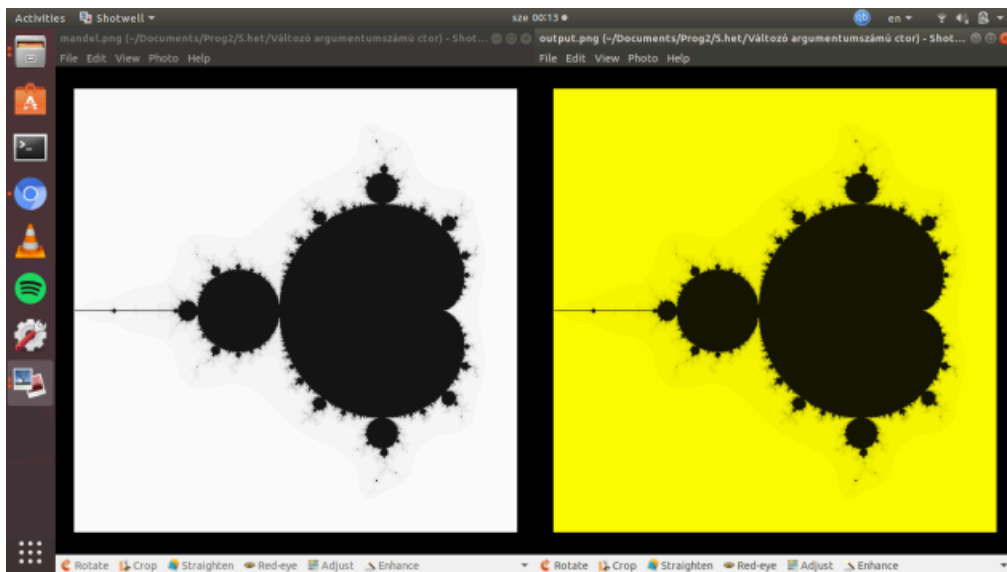 Activities Shotwell sze 00:13 en
mandel.png (~/Documents/Prog2/5.het/Változó argumentumszámú ctor) - Shot...
File Edit View Photo Help
Rotate Crop Straighten Red-eye Adjust Enhance
output.png (~/Documents/Prog2/5.het/Változó argumentumszámú ctor) - Shot...
File Edit View Photo Help
Rotate Crop Straighten Red-eye Adjust Enhance
qb